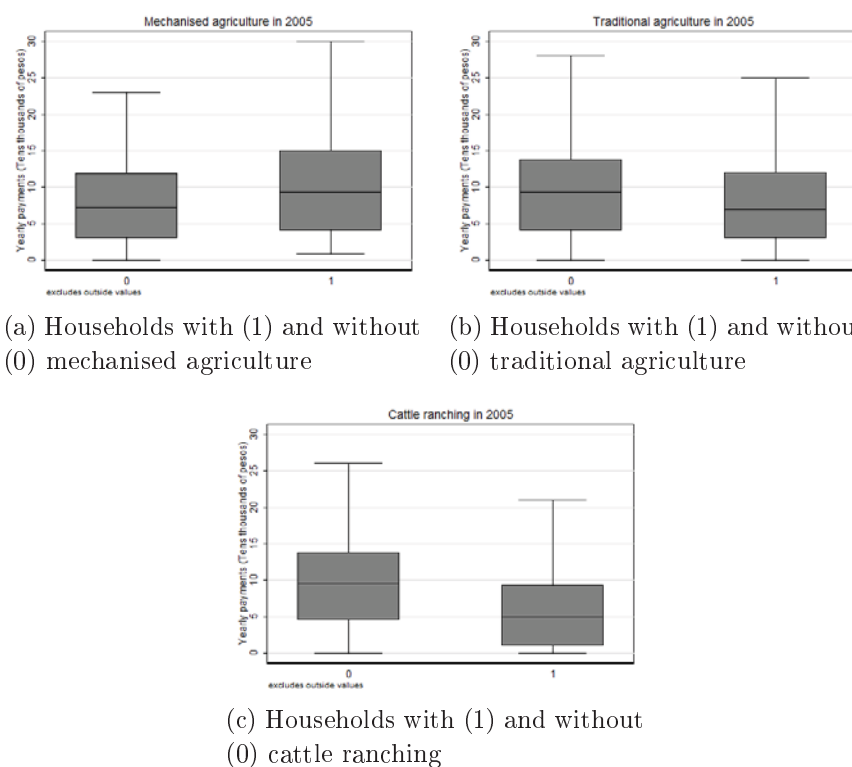 Mechanised agriculture in 2005
Yearly payments (Tens thousands of pesos)
30
25
20
15
10
5
0
0 1
excludes outside values
(a) Households with (1) and without
(0) mechanised agriculture
Traditional agriculture in 2005
Yearly payments (Tens thousands of pesos)
30
25
20
15
10
5
0
0 1
excludes outside values
(b) Households with (1) and withou
(0) traditional agriculture
Cattle ranching in 2005
Yearly payments (Tens thousands of pesos)
30
25
20
15
10
5
0
0 1
excludes outside values
(c) Households with (1) and without
(0) cattle ranching